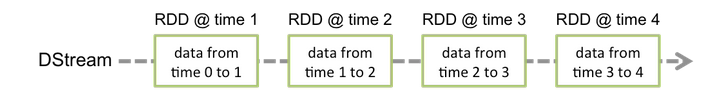 RDD @ time 1
RDD @ time 2
RDD @ time 3
RDD @ time 4
DStream
data from
time 0 to 1
data from
time 1 to 2
data from
time 2 to 3
data from
time 3 to 4